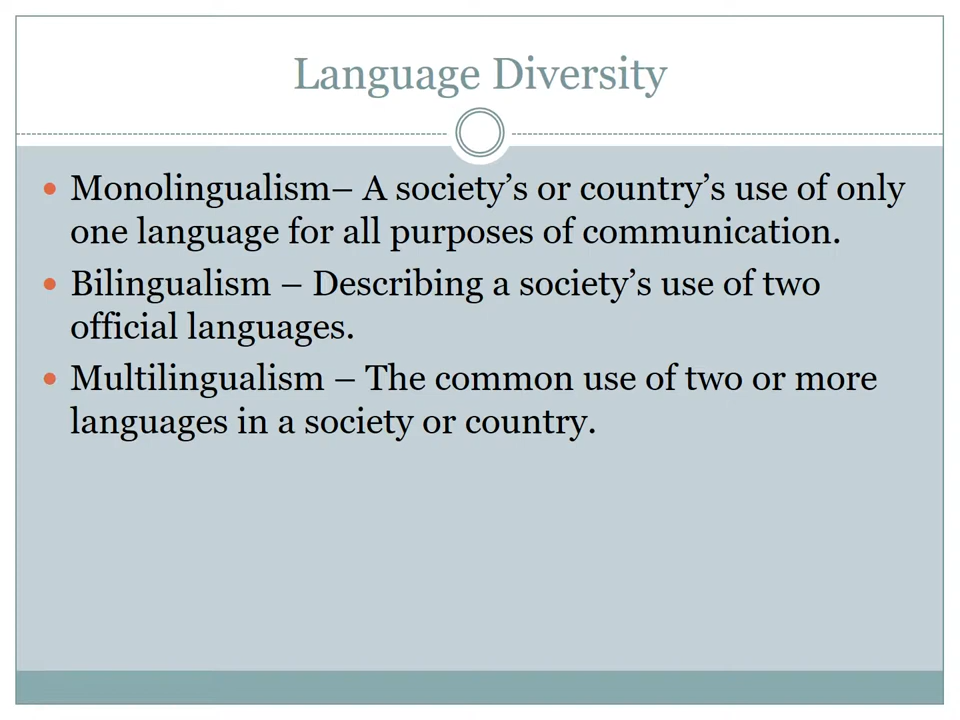 Language Diversity
• Monolingualism– A society’s or country’s use of only
one language for all purposes of communication.
• Bilingualism – Describing a society’s use of two
official languages.
• Multilingualism – The common use of two or more
languages in a society or country.